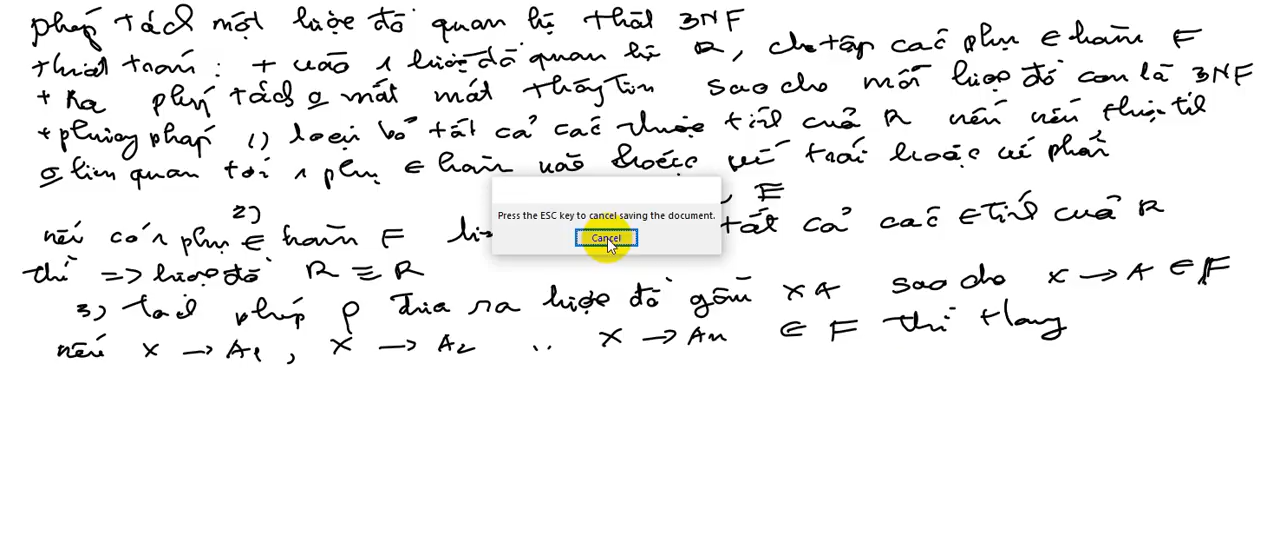 phép tách một lược đồ quan hệ thất 3NF
thuật toán: + vào 1 lược đồ quan hệ R, cho tập các phụ ∈ hàm F
+ Ra phép tách o mất mát thông tin sao cho mỗi lược đồ con là 3NF
+ phương pháp 1) loại bỏ tất cả các thuộc tính của R nếu nếu thuộc tính
o liên quan tới 1 phụ ∈ hàm nào hoặc vế trái hoặc vế phải
F
Press the ESC key to cancel saving the document.
Cancel
2)
nếu có 1 phụ ∈ hàm F tất cả các ∈ tính của R
thì => lược đồ R ≡ R
3) tách phép ρ đưa ra lược đồ gồm XA sao cho X → A ∈ F
nếu X → A1, X → A2 .. X → An ∈ F thì thay